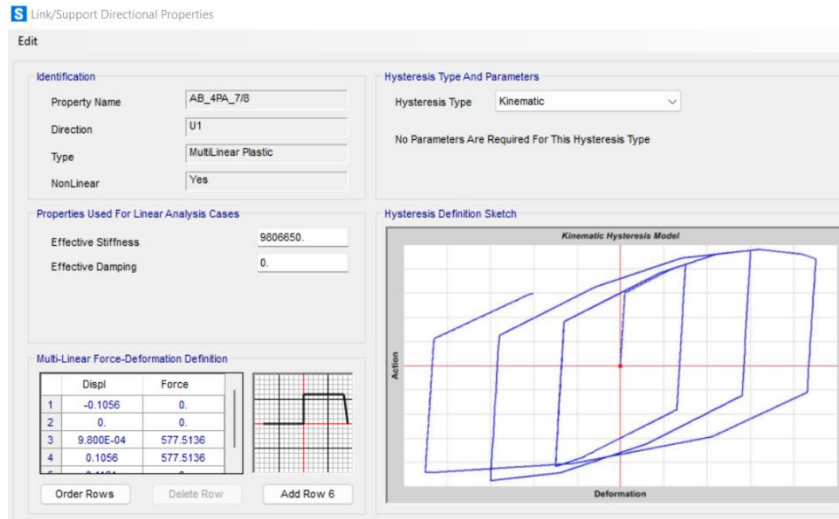 S Link/Support Directional Properties
Edit
Identification
Property Name AB_4PA_7/8
Direction U1
Type MultiLinear Plastic
NonLinear Yes
Hysteresis Type And Parameters
Hysteresis Type Kinematic
No Parameters Are Required For This Hysteresis Type
Properties Used For Linear Analysis Cases
Effective Stiffness 9806650.
Effective Damping 0.
Hysteresis Definition Sketch
Kinematic Hysteresis Model
Action
Deformation
Multi-Linear Force-Deformation Definition
Displ Force
1 -0.1056 0.
2 0. 0.
3 9.800E-04 577.5136
4 0.1056 577.5136
Order Rows Delete Row Add Row 6